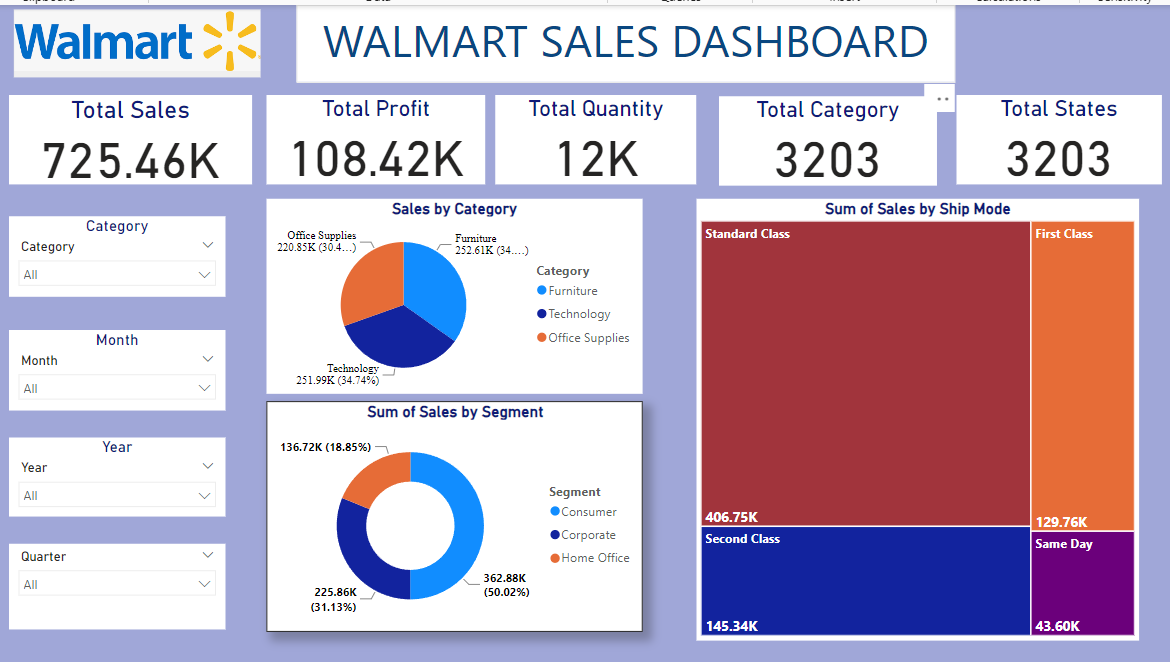 Walmart
WALMART SALES DASHBOARD
Total Sales
725.46K
Total Profit
108.42K
Total Quantity
12K
Total Category
3203
Total States
3203
Category
Category
All
Month
Month
All
Year
Year
All
Quarter
All
Sales by Category
Office Supplies
220.85K (30.4...)
Furniture
252.61K (34....)
Technology
251.99K (34.74%)
Category
Furniture
Technology
Office Supplies
Sum of Sales by Segment
136.72K (18.85%)
225.86K
(31.13%)
362.88K
(50.02%)
Segment
Consumer
Corporate
Home Office
Sum of Sales by Ship Mode
Standard Class
406.75K
First Class
129.76K
Second Class
145.34K
Same Day
43.60K